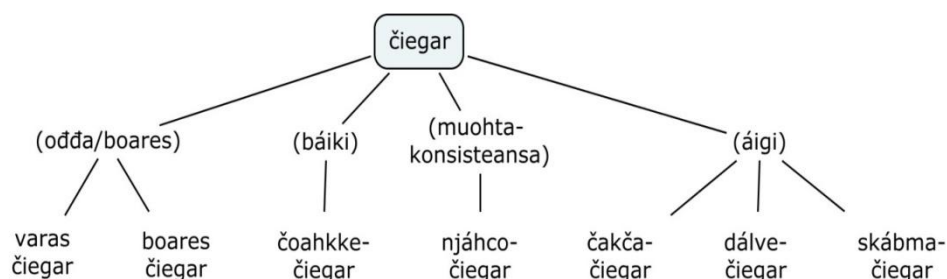 čiegar
(ođđa/boares)
(báiki)
(muohta-
konsisteansa)
(áigi)
varas
čiegar
boares
čiegar
čoahkke-
čiegar
njáhco-
čiegar
čakča-
čiegar
dálve-
čiegar
skábma-
čiegar